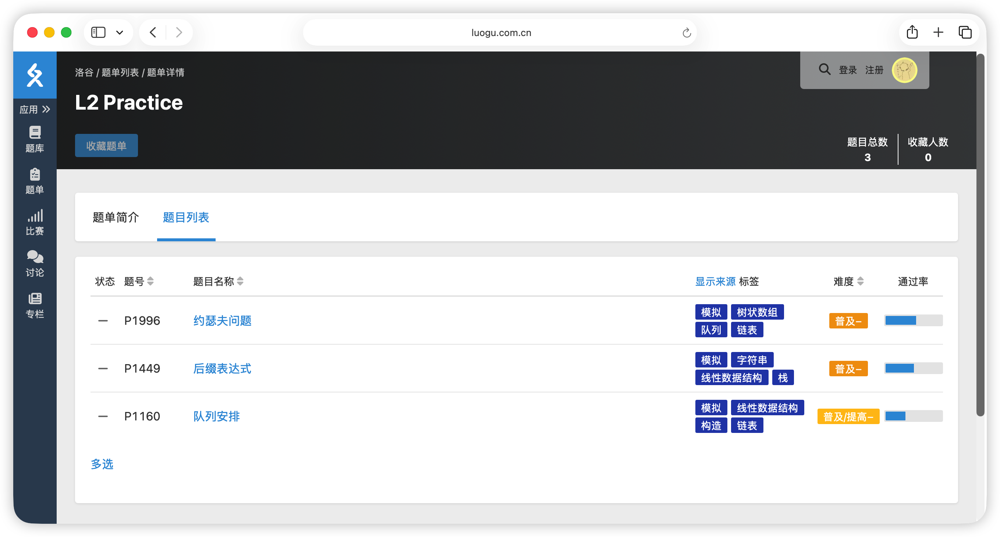 luogu.com.cn
洛谷 / 题单列表 / 题单详情
登录 注册
L2 Practice
应用
收藏题单
题目总数
3
收藏人数
0
题库
题单
比赛
讨论
专栏
题单简介 题目列表
状态 题号 题目名称 显示来源 标签 难度 通过率
P1996 约瑟夫问题 模拟 树状数组 普及−
队列 链表
P1449 后缀表达式 模拟 字符串 普及−
线性数据结构 栈
P1160 队列安排 模拟 线性数据结构 普及/提高−
构造 链表
多选